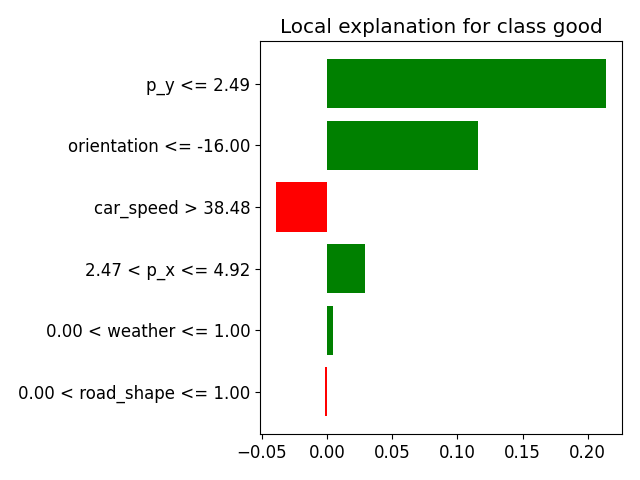 Local explanation for class good
p_y <= 2.49
orientation <= -16.00
car_speed > 38.48
2.47 < p_x <= 4.92
0.00 < weather <= 1.00
0.00 < road_shape <= 1.00
−0.05 0.00 0.05 0.10 0.15 0.20